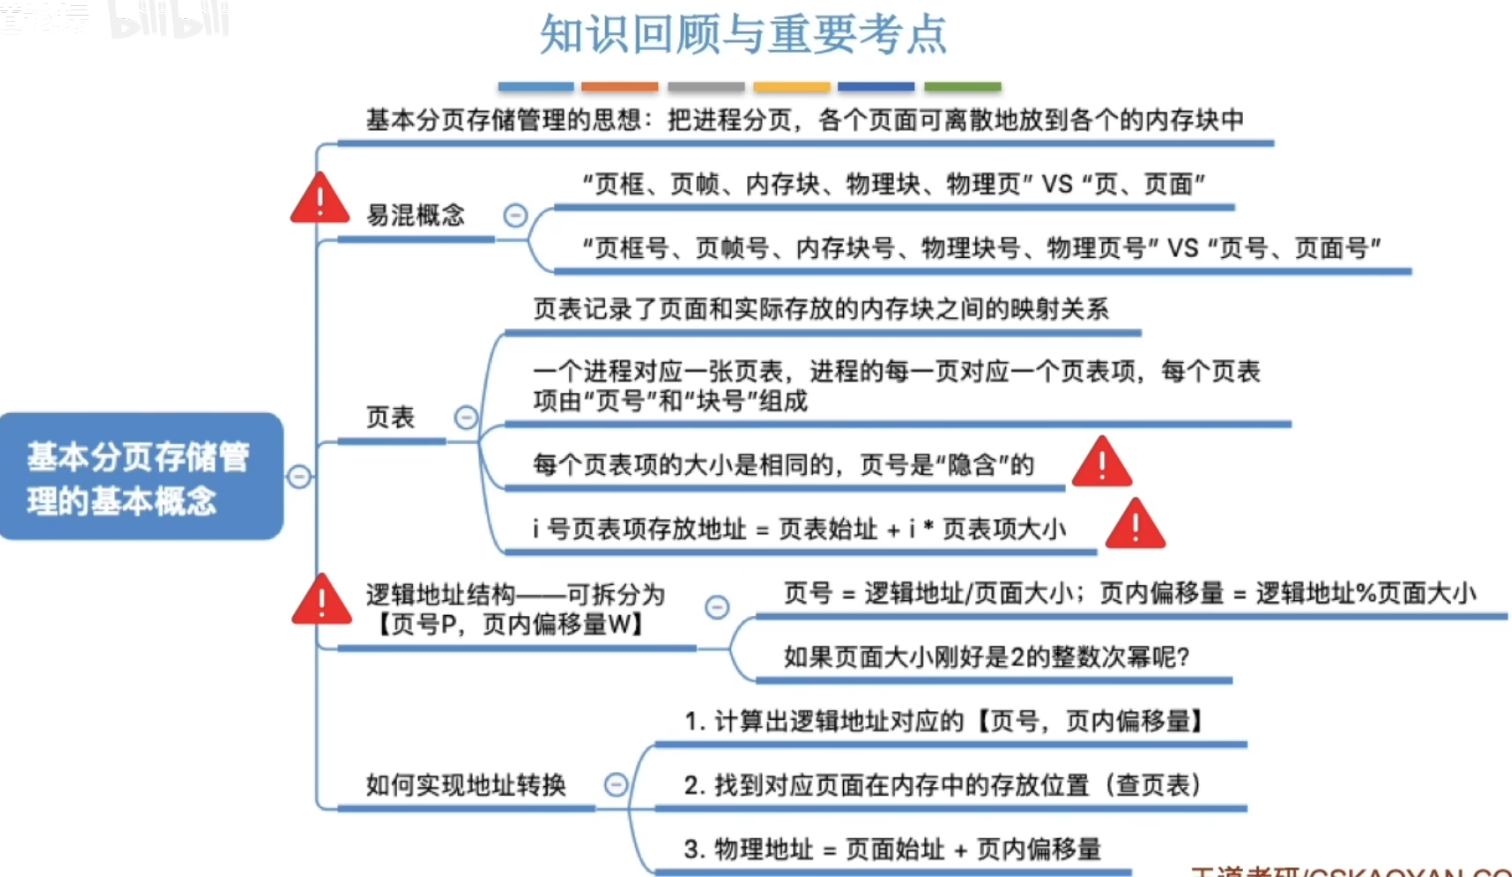 bilibili
知识回顾与重要考点
基本分页存储管理的思想：把进程分页，各个页面可离散地放到各个的内存块中
易混概念
“页框、页帧、内存块、物理块、物理页” VS “页、页面”
“页框号、页帧号、内存块号、物理块号、物理页号” VS “页号、页面号”
页表
页表记录了页面和实际存放的内存块之间的映射关系
一个进程对应一张页表，进程的每一页对应一个页表项，每个页表
项由“页号”和“块号”组成
每个页表项的大小是相同的，页号是“隐含”的
i 号页表项存放地址 = 页表始址 + i * 页表项大小
基本分页存储管
理的基本概念
逻辑地址结构——可拆分为
【页号P，页内偏移量W】
页号 = 逻辑地址/页面大小；页内偏移量 = 逻辑地址%页面大小
如果页面大小刚好是2的整数次幂呢？
如何实现地址转换
1. 计算出逻辑地址对应的【页号，页内偏移量】
2. 找到对应页面在内存中的存放位置（查页表）
3. 物理地址 = 页面始址 + 页内偏移量
王道考研/CSKAOYAN.CO